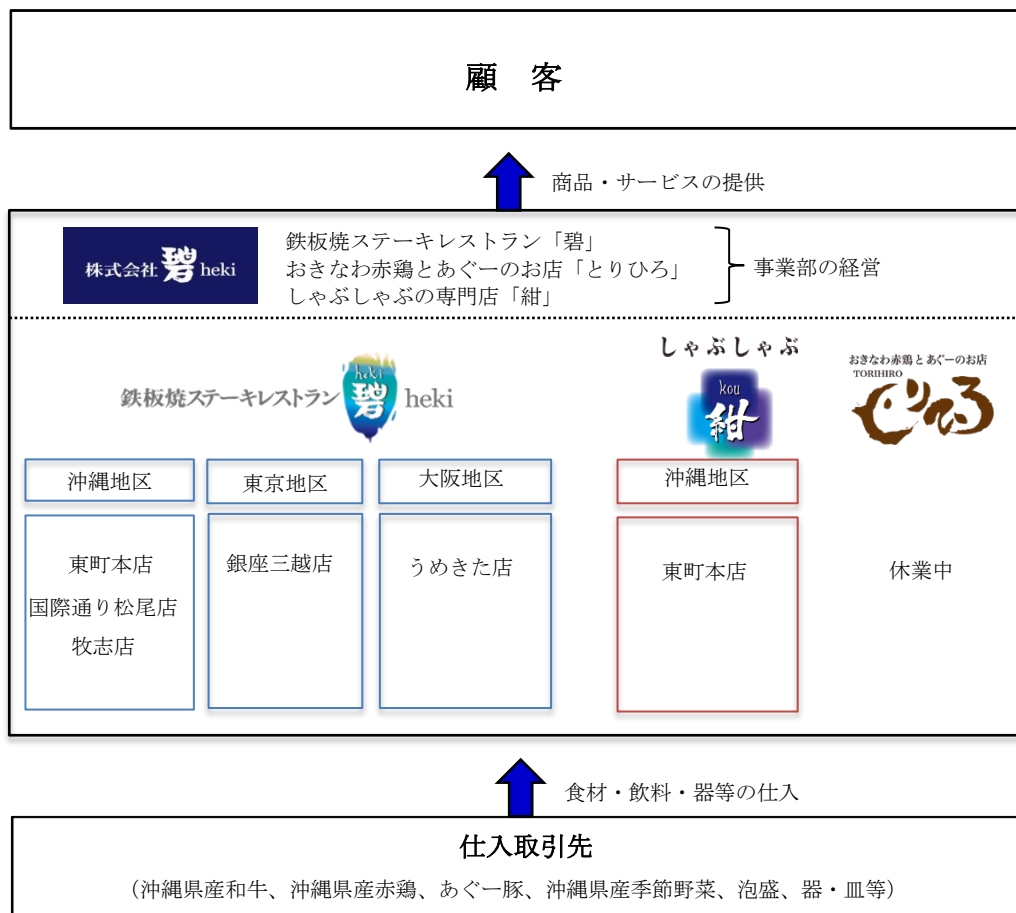 顧 客
商品・サービスの提供
株式会社 碧 heki
鉄板焼ステーキレストラン「碧」
おきなわ赤鶏とあぐーのお店「とりひろ」
しゃぶしゃぶの専門店「紺」
事業部の経営
鉄板焼ステーキレストラン heki 碧 heki
しゃぶしゃぶ
kou
紺
おきなわ赤鶏とあぐーのお店
TORIHIRO
とりひろ
沖縄地区
東京地区
大阪地区
沖縄地区
東町本店
国際通り松尾店
牧志店
銀座三越店
うめきた店
東町本店
休業中
食材・飲料・器等の仕入
仕入取引先
（沖縄県産和牛、沖縄県産赤鶏、あぐー豚、沖縄県産季節野菜、泡盛、器・皿等）